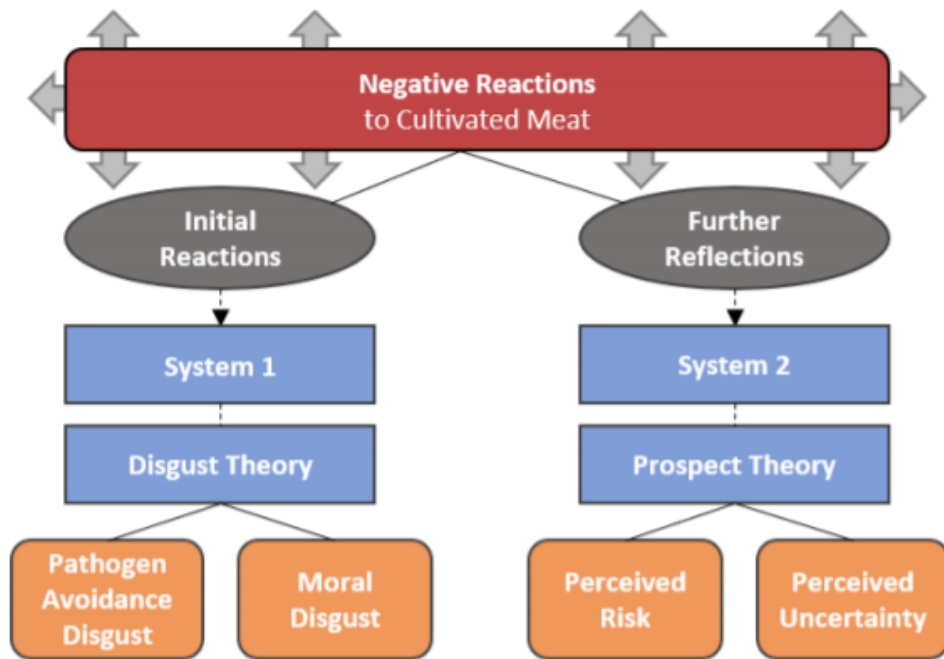 Negative Reactions
to Cultivated Meat
Initial
Reactions
Further
Reflections
System 1
System 2
Disgust Theory
Prospect Theory
Pathogen
Avoidance
Disgust
Moral
Disgust
Perceived
Risk
Perceived
Uncertainty